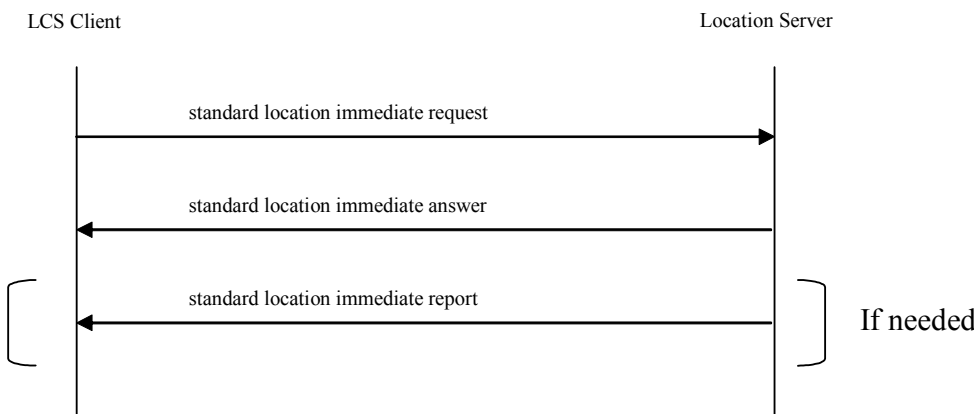 LCS Client
Location Server
standard location immediate request
standard location immediate answer
standard location immediate report
If needed